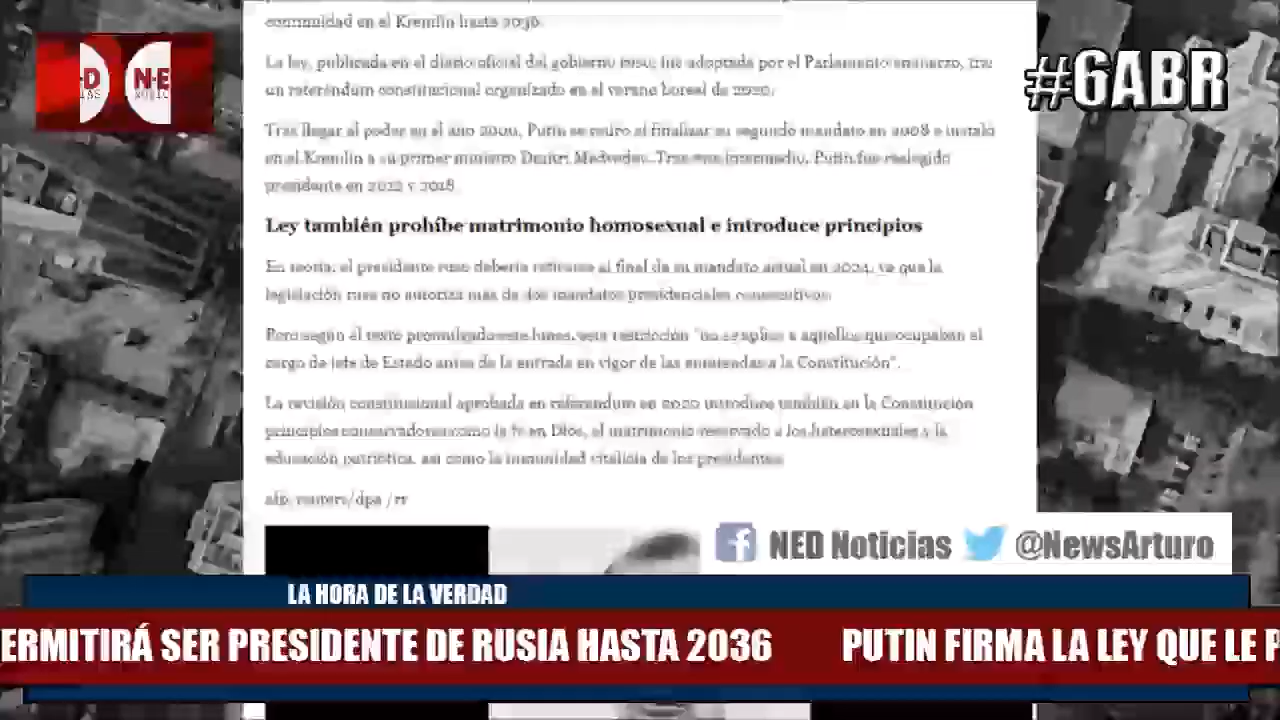 continuidad en el Kremlin hasta 2036.
La ley, publicada en el diario oficial del gobierno ruso, fue adoptada por el Parlamento en marzo, tras
un referéndum constitucional organizado en el verano boreal de 2020.
Tras llegar al poder en el año 2000, Putin se retiró al finalizar su segundo mandato en 2008 e instaló
en el Kremlin a su primer ministro Dmitri Medvedev. Tras ese intermedio, Putin fue reelegido
presidente en 2012 y 2018.
Ley también prohíbe matrimonio homosexual e introduce principios
En teoría, el presidente ruso debería retirarse al final de su mandato actual en 2024, ya que la
legislación rusa no autoriza más de dos mandatos presidenciales consecutivos.
Pero según el texto promulgado este lunes, esta restricción "no se aplica a aquellos que ocupaban el
cargo de jefe de Estado antes de la entrada en vigor de las enmiendas a la Constitución".
La revisión constitucional aprobada en referéndum en 2020 introduce también en la Constitución
principios conservadores como la fe en Dios, el matrimonio reservado a los heterosexuales y la
educación patriótica, así como la inmunidad vitalicia de los presidentes.
afp, reuters/dpa /rr
#6ABR
NED Noticias @NewsArturo
LA HORA DE LA VERDAD
ERMITIRÁ SER PRESIDENTE DE RUSIA HASTA 2036 PUTIN FIRMA LA LEY QUE LE P